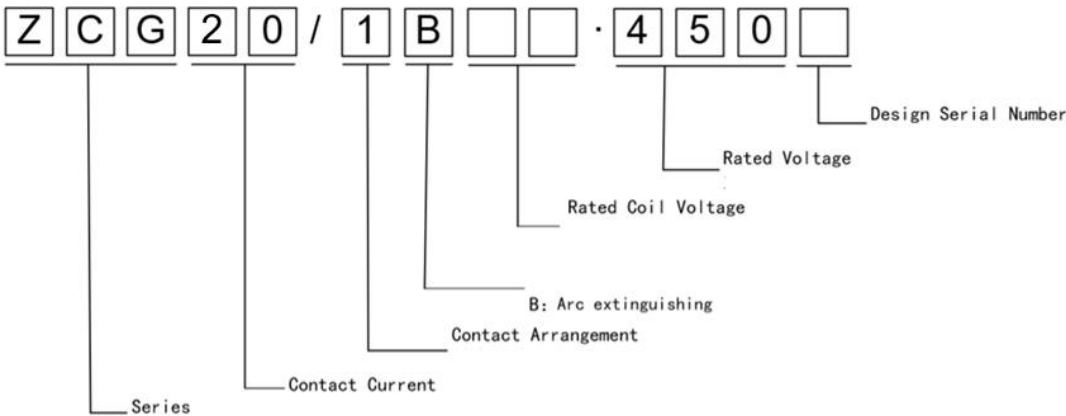 ZCG20/1B · 450
Design Serial Number
Rated Voltage
Rated Coil Voltage
B: Arc extinguishing
Contact Arrangement
Contact Current
Series